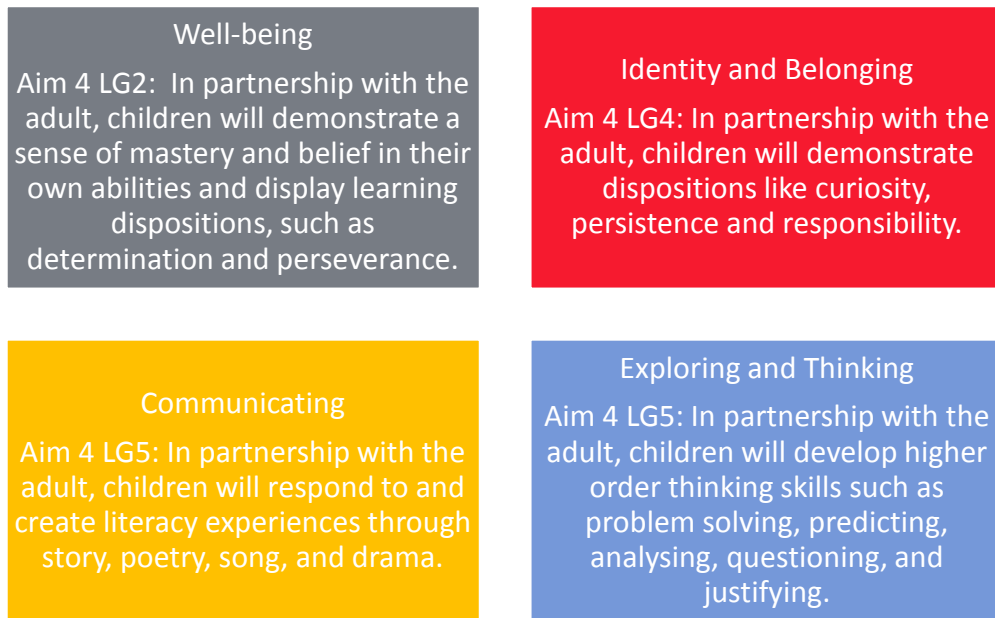 Well-being
Aim 4 LG2:  In partnership with the
adult, children will demonstrate a
sense of mastery and belief in their
own abilities and display learning
dispositions, such as
determination and perseverance.
Identity and Belonging
Aim 4 LG4: In partnership with the
adult, children will demonstrate
dispositions like curiosity,
persistence and responsibility.
Communicating
Aim 4 LG5: In partnership with the
adult, children will respond to and
create literacy experiences through
story, poetry, song, and drama.
Exploring and Thinking
Aim 4 LG5: In partnership with the
adult, children will develop higher
order thinking skills such as
problem solving, predicting,
analysing, questioning, and
justifying.